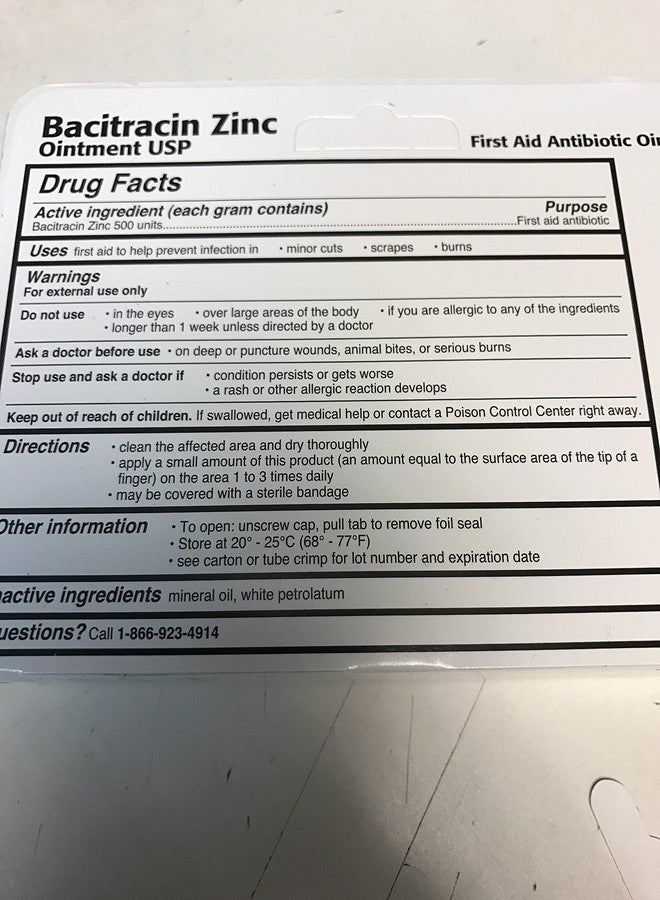 Bacitracin Zinc
Ointment USP
First Aid Antibiotic
Drug Facts
Active ingredient (each gram contains) Purpose
Bacitracin Zinc 500 units..........................................................................................First aid antibiotic
Uses first aid to help prevent infection in • minor cuts • scrapes • burns
Warnings
For external use only
Do not use • in the eyes • over large areas of the body • if you are allergic to any of the ingredients
• longer than 1 week unless directed by a doctor
Ask a doctor before use • on deep or puncture wounds, animal bites, or serious burns
Stop use and ask a doctor if • condition persists or gets worse
• a rash or other allergic reaction develops
Keep out of reach of children. If swallowed, get medical help or contact a Poison Control Center right away.
Directions • clean the affected area and dry thoroughly
• apply a small amount of this product (an amount equal to the surface area of the tip of a
finger) on the area 1 to 3 times daily
• may be covered with a sterile bandage
Other information • To open: unscrew cap, pull tab to remove foil seal
• Store at 20° - 25°C (68° - 77°F)
• see carton or tube crimp for lot number and expiration date
active ingredients mineral oil, white petrolatum
uestions? Call 1-866-923-4914